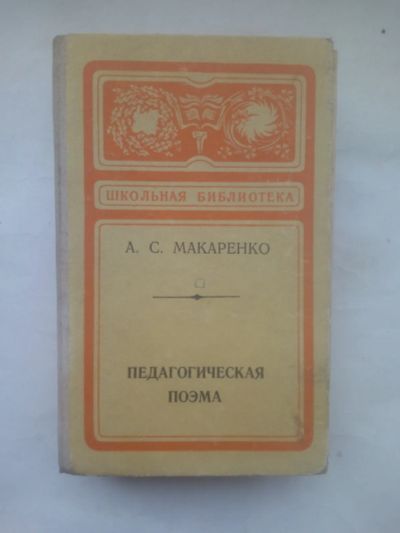 ШКОЛЬНАЯ БИБЛИОТЕКА
А. С. МАКАРЕНКО
ПЕДАГОГИЧЕСКАЯ
ПОЭМА